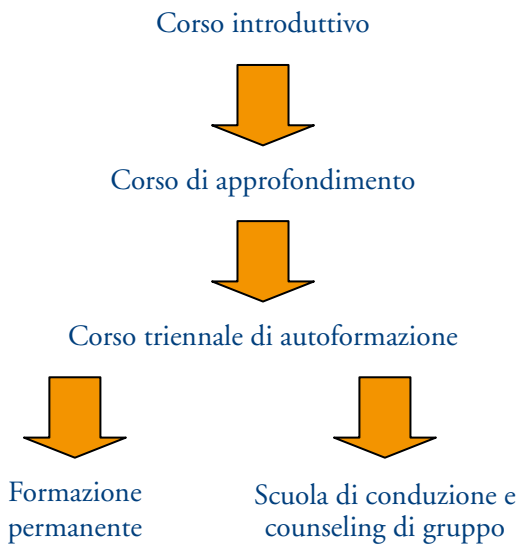 Corso introduttivo
Corso di approfondimento
Corso triennale di autoformazione
Formazione
permanente
Scuola di conduzione e
counseling di gruppo